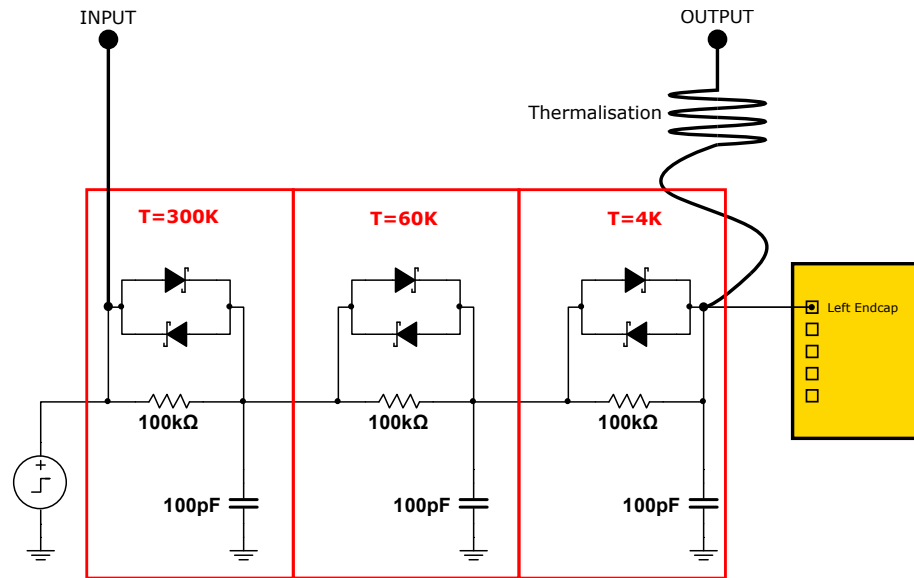 INPUT
OUTPUT
Thermalisation
T=300K
T=60K
T=4K
Left Endcap
100kΩ
100kΩ
100kΩ
+
100pF
100pF
100pF